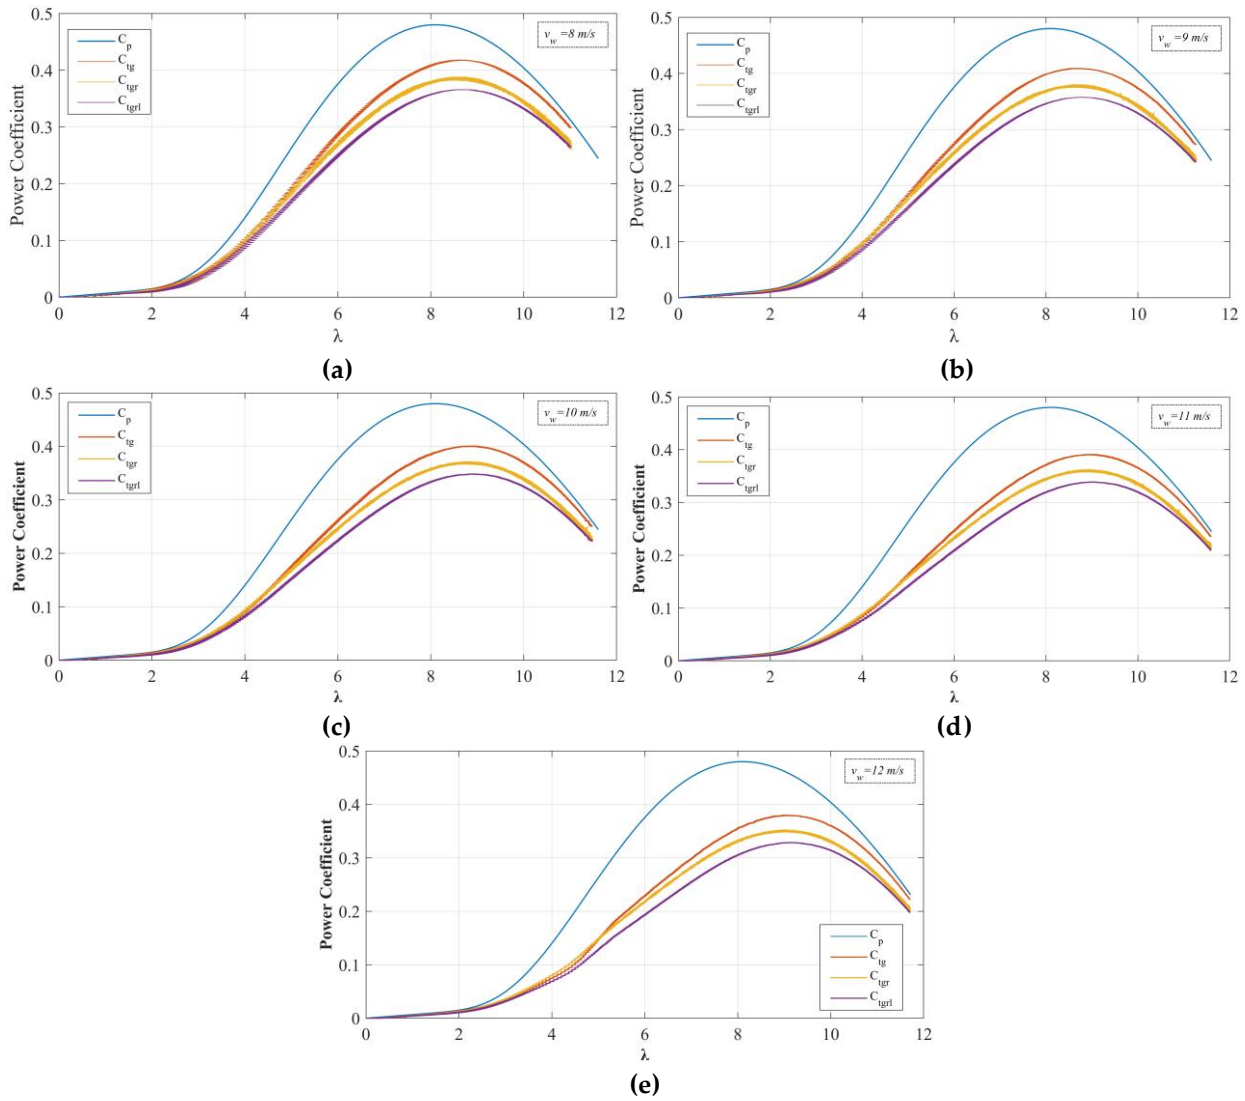 0.5
0.4
0.3
0.2
0.1
0
Power Coefficient
C_p
C_tg
C_tgr
C_tgrl
v_w =8 m/s
0 2 4 6 8 10 12
λ
(a)
0.5
0.4
0.3
0.2
0.1
0
Power Coefficient
C_p
C_tg
C_tgr
C_tgrl
v_w =9 m/s
0 2 4 6 8 10 12
λ
(b)
0.5
0.4
0.3
0.2
0.1
0
Power Coefficient
C_p
C_tg
C_tgr
C_tgrl
v_w=10 m/s
0 2 4 6 8 10 12
λ
(c)
0.5
0.4
0.3
0.2
0.1
0
Power Coefficient
C_p
C_tg
C_tgr
C_tgrl
v_w=11 m/s
0 2 4 6 8 10 12
λ
(d)
0.5
0.4
0.3
0.2
0.1
0
Power Coefficient
v_w=12 m/s
C_p
C_tg
C_tgr
C_tgrl
0 2 4 6 8 10 12
λ
(e)